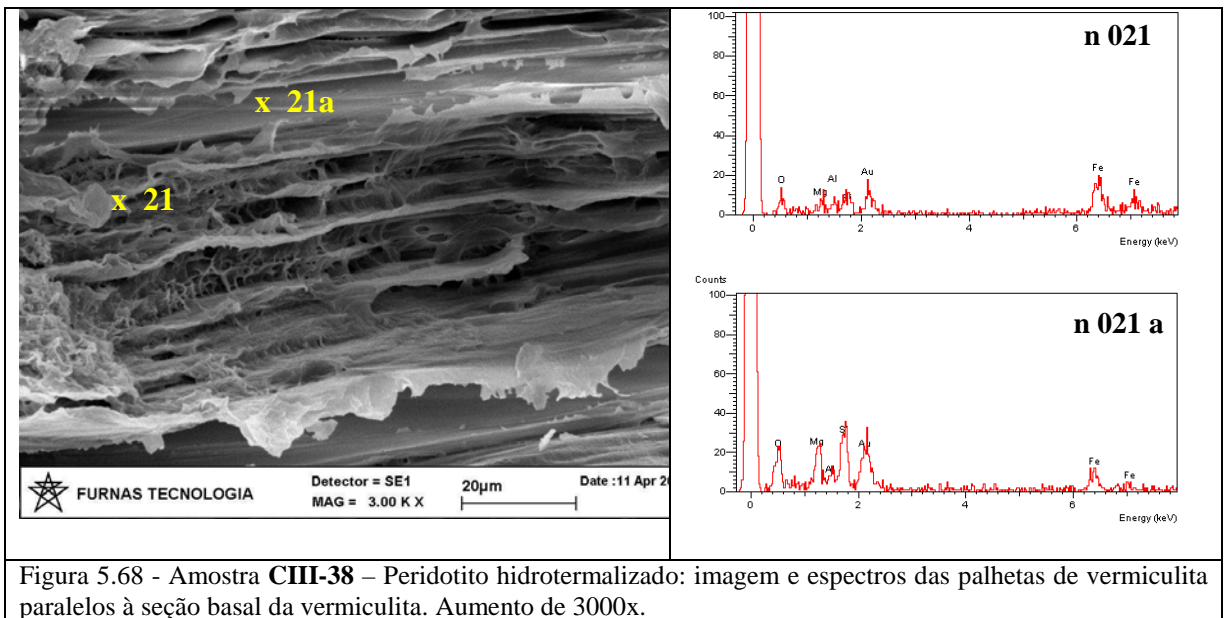 x 21a
x 21
FURNAS TECNOLOGIA
Detector = SE1
MAG = 3.00 K X
20µm
Date :11 Apr 20
n 021
100
80
60
40
20
0
O
Mg
Al
Au
Fe
Fe
0 2 4 6
Energy (keV)
Counts
n 021 a
100
80
60
40
20
0
O
Mg
Al
Si
Au
Fe
Fe
0 2 4 6
Energy (keV)
Figura 5.68 - Amostra CIII-38 – Peridotito hidrotermalizado: imagem e espectros das palhetas de vermiculita
paralelos à seção basal da vermiculita. Aumento de 3000x.